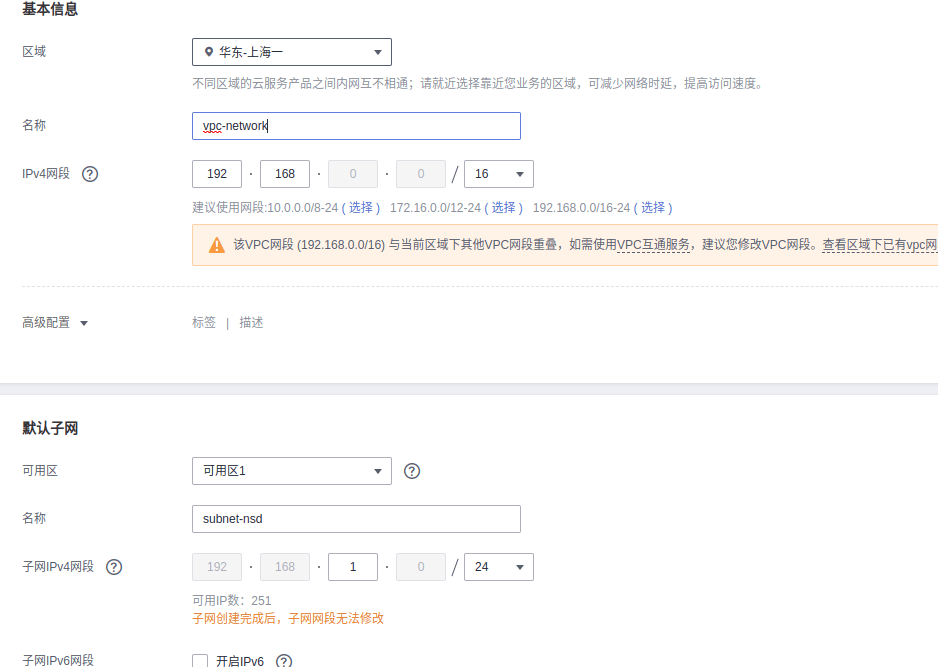 基本信息
区域
华东-上海一
不同区域的云服务产品之间内网互不相通；请就近选择靠近您业务的区域，可减少网络时延，提高访问速度。
名称
vpc-network
IPv4网段 ?
192 · 168 · 0 · 0 / 16
建议使用网段:10.0.0.0/8-24 ( 选择 ) 172.16.0.0/12-24 ( 选择 ) 192.168.0.0/16-24 ( 选择 )
该VPC网段 (192.168.0.0/16) 与当前区域下其他VPC网段重叠，如需使用VPC互通服务，建议您修改VPC网段。查看区域下已有vpc网
高级配置
标签 | 描述
默认子网
可用区
可用区1 ?
名称
subnet-nsd
子网IPv4网段 ?
192 · 168 · 1 · 0 / 24
可用IP数：251
子网创建完成后，子网网段无法修改
子网IPv6网段
开启IPv6 ?